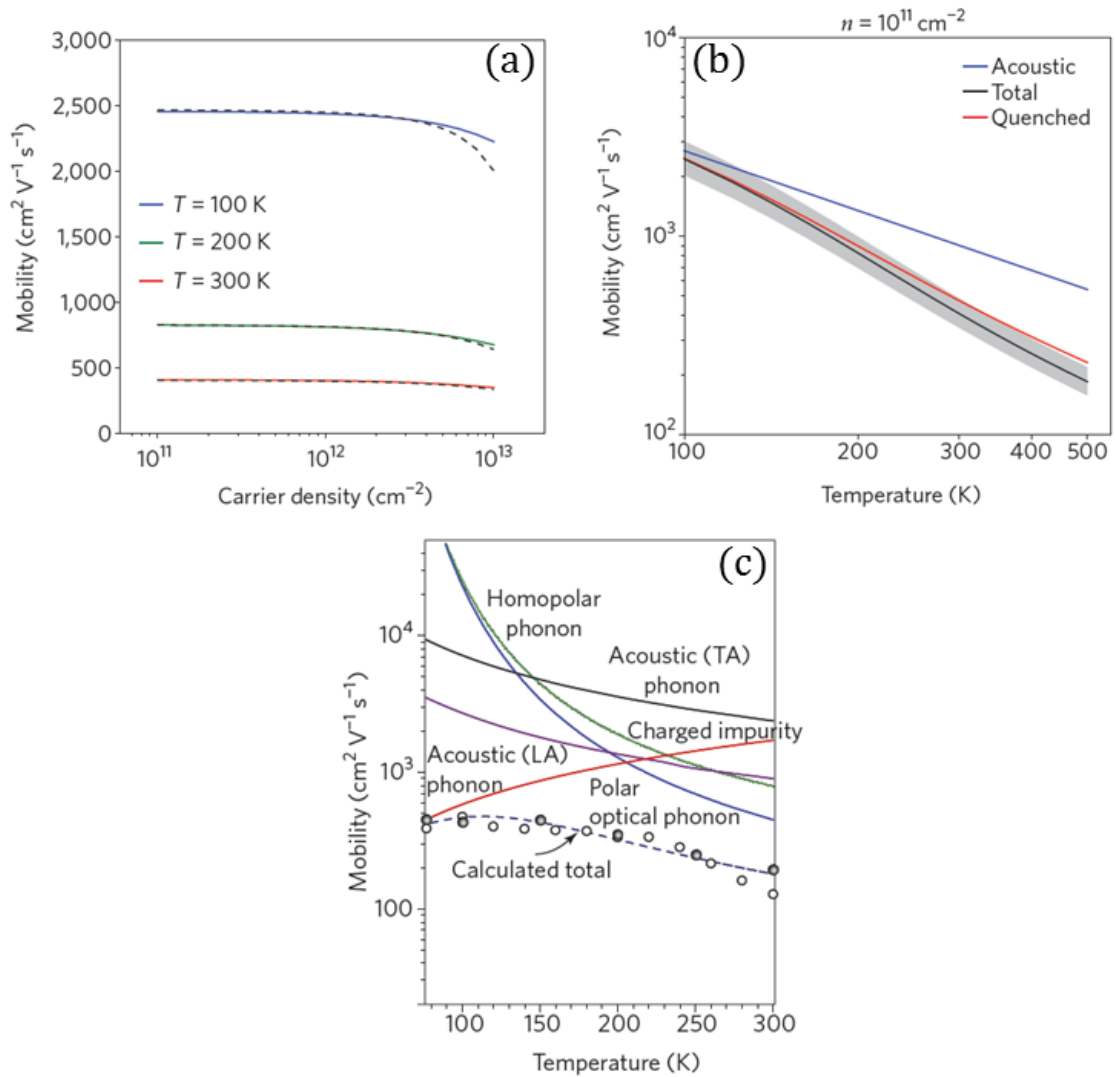 (a)
3,000
2,500
2,000
1,500
1,000
500
0
Mobility (cm² V⁻¹ s⁻¹)
T = 100 K
T = 200 K
T = 300 K
10¹¹
10¹²
10¹³
Carrier density (cm⁻²)
n = 10¹¹ cm⁻²
(b)
10⁴
10³
10²
Mobility (cm² V⁻¹ s⁻¹)
Acoustic
Total
Quenched
100
200
300
400
500
Temperature (K)
(c)
10⁴
10³
100
Mobility (cm² V⁻¹ s⁻¹)
Homopolar
phonon
Acoustic (TA)
phonon
Charged impurity
Acoustic (LA)
phonon
Polar
optical phonon
Calculated total
100
150
200
250
300
Temperature (K)